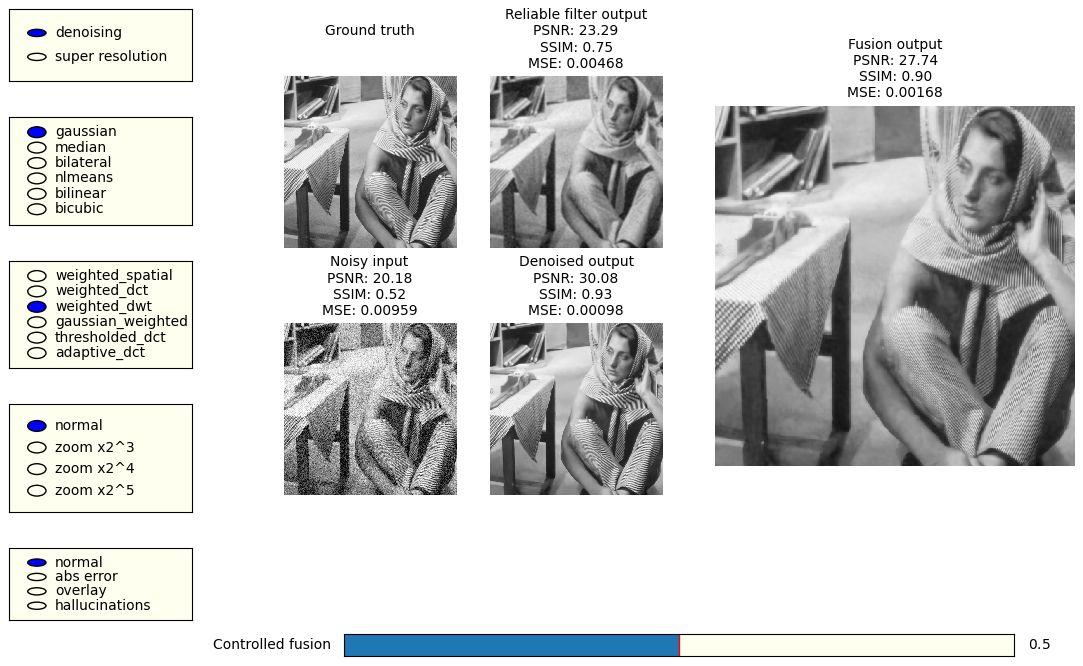 denoising
super resolution
gaussian
median
bilateral
nlmeans
bilinear
bicubic
weighted_spatial
weighted_dct
weighted_dwt
gaussian_weighted
thresholded_dct
adaptive_dct
normal
zoom x2^3
zoom x2^4
zoom x2^5
normal
abs error
overlay
hallucinations
Ground truth
Reliable filter output
PSNR: 23.29
SSIM: 0.75
MSE: 0.00468
Noisy input
PSNR: 20.18
SSIM: 0.52
MSE: 0.00959
Denoised output
PSNR: 30.08
SSIM: 0.93
MSE: 0.00098
Fusion output
PSNR: 27.74
SSIM: 0.90
MSE: 0.00168
Controlled fusion
0.5